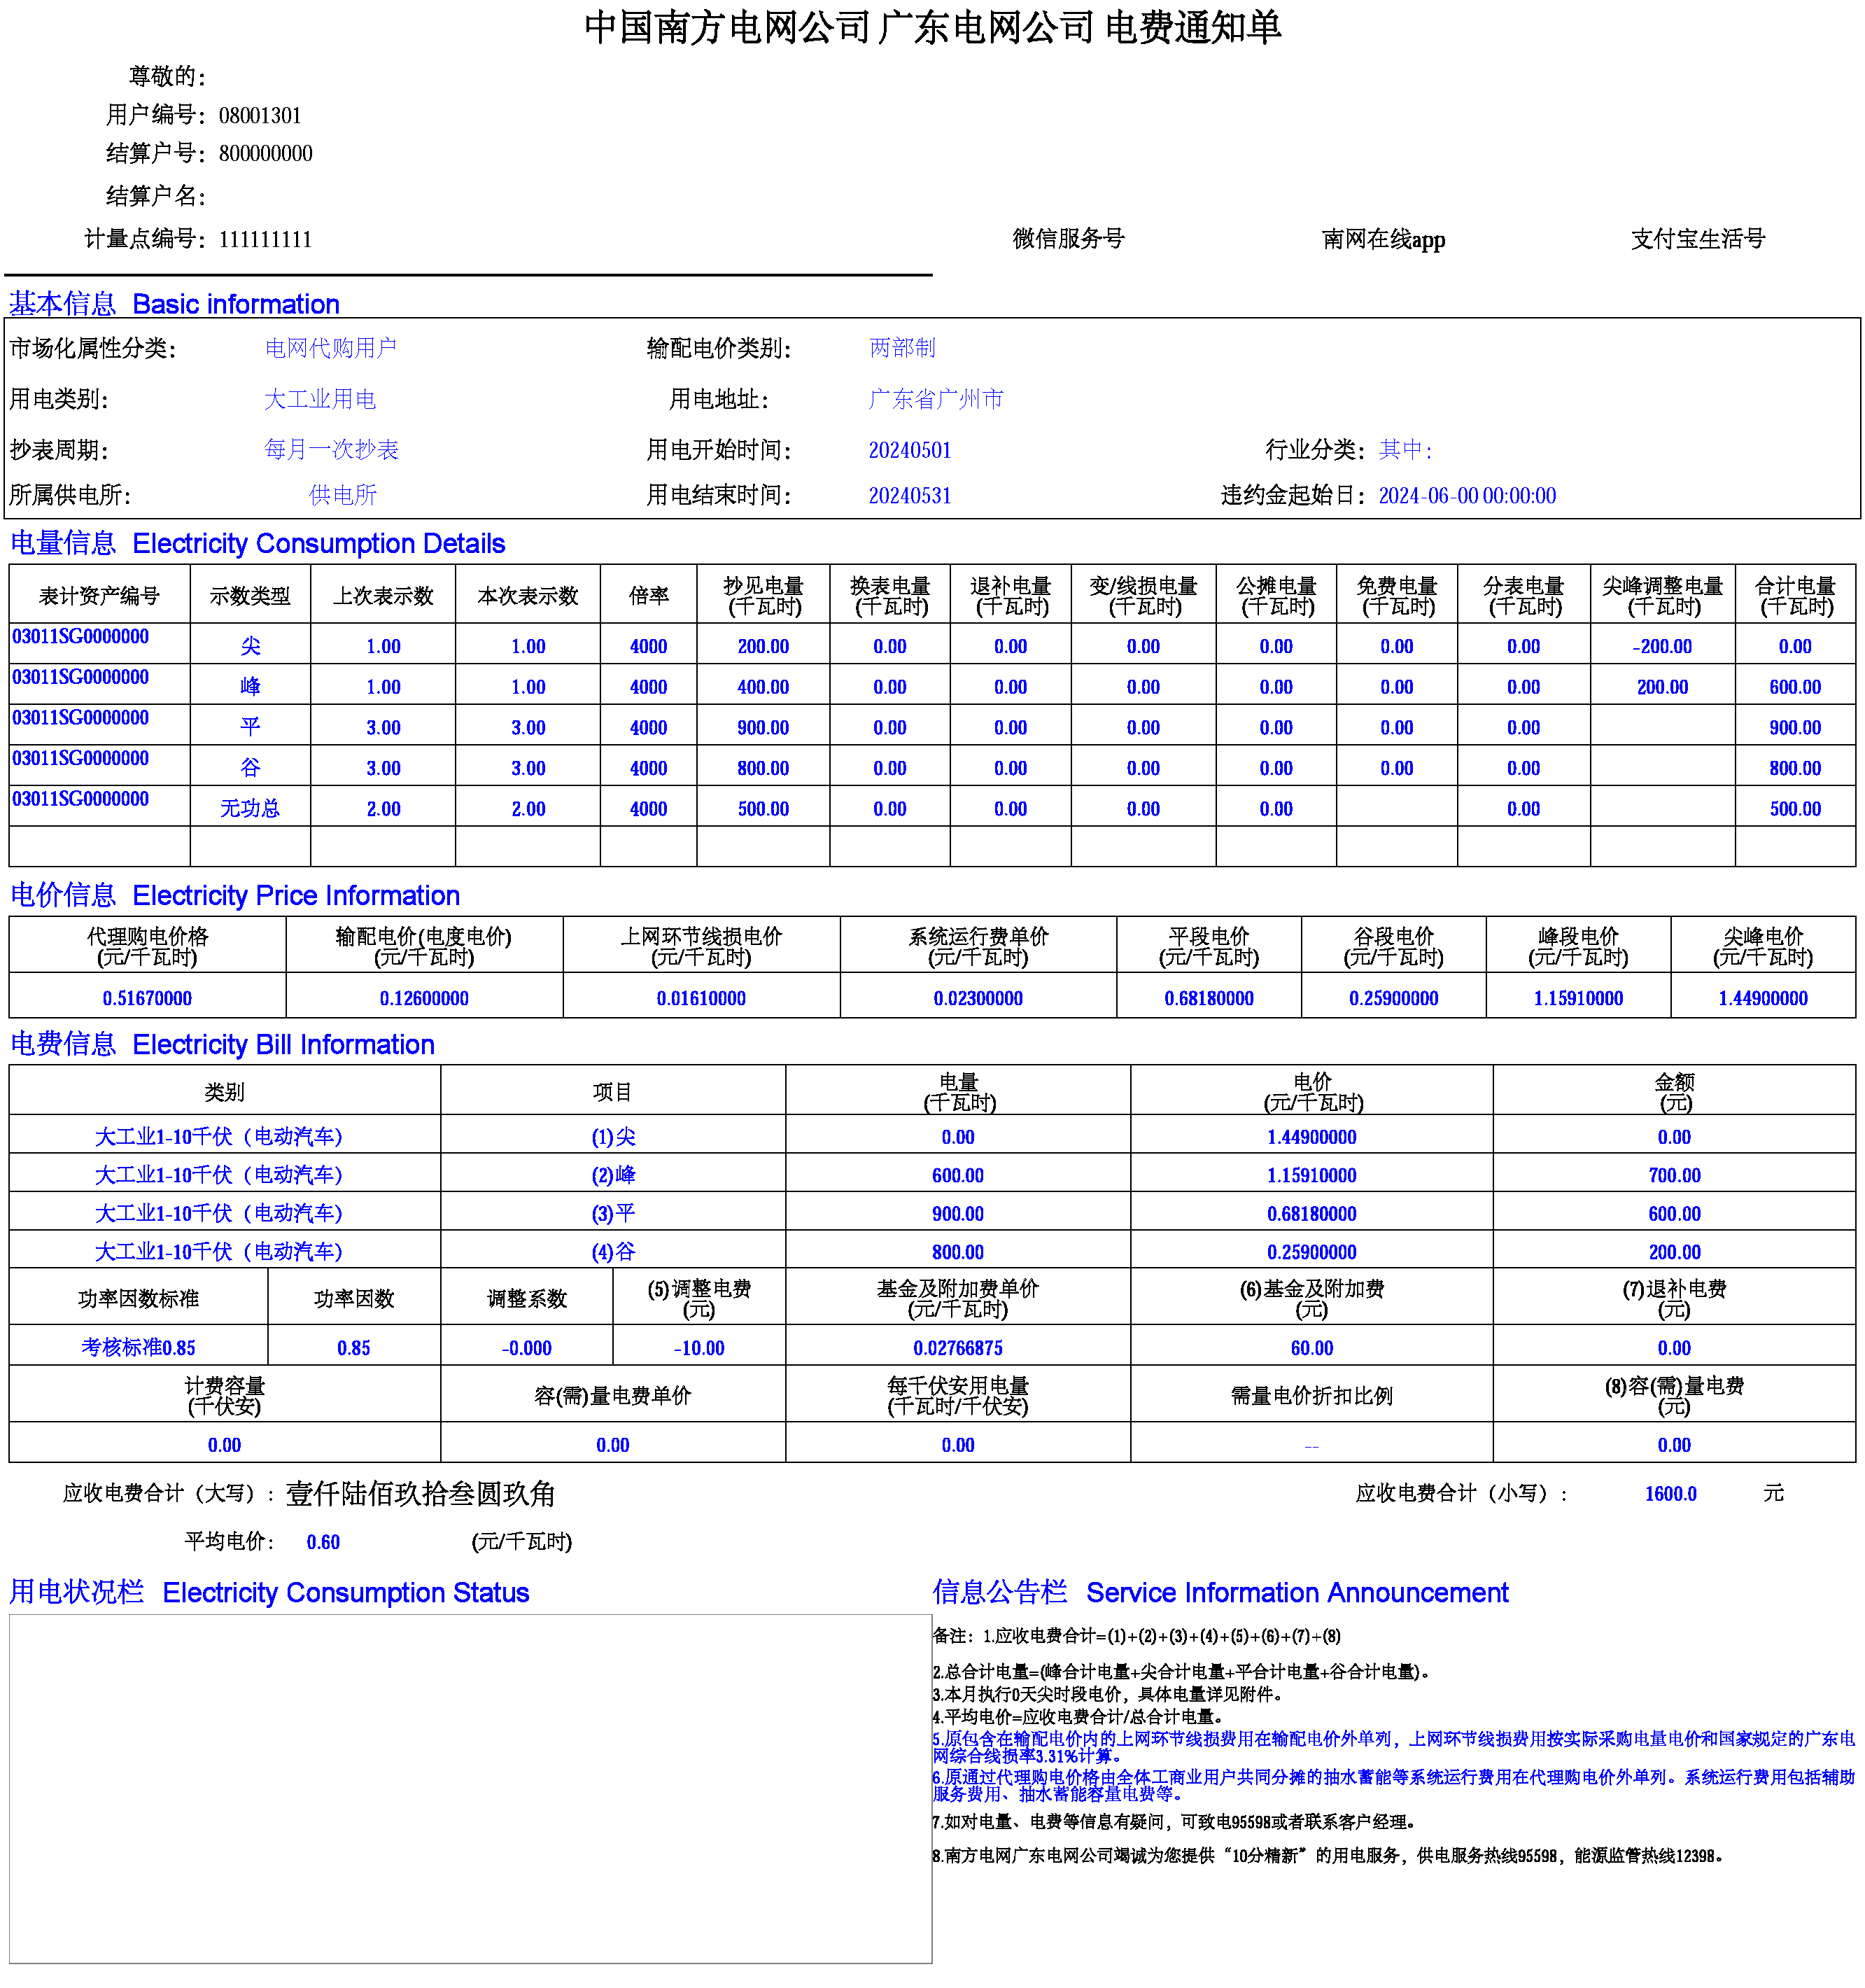 中国南方电网公司 广东电网公司 电费通知单
尊敬的：
用户编号：08001301
结算户号：800000000
结算户名：
计量点编号：111111111 微信服务号 南网在线app 支付宝生活号
基本信息 Basic information
市场化属性分类： 电网代购用户 输配电价类别： 两部制
用电类别： 大工业用电 用电地址： 广东省广州市
抄表周期： 每月一次抄表 用电开始时间： 20240501 行业分类： 其中：
所属供电所： 供电所 用电结束时间： 20240531 违约金起始日： 2024-06-00 00:00:00
电量信息 Electricity Consumption Details
表计资产编号 示数类型 上次表示数 本次表示数 倍率 抄见电量(千瓦时) 换表电量(千瓦时) 退补电量(千瓦时) 变/线损电量(千瓦时) 公摊电量(千瓦时) 免费电量(千瓦时) 分表电量(千瓦时) 尖峰调整电量(千瓦时) 合计电量(千瓦时)
03011SG0000000 尖 1.00 1.00 4000 200.00 0.00 0.00 0.00 0.00 0.00 0.00 -200.00 0.00
03011SG0000000 峰 1.00 1.00 4000 400.00 0.00 0.00 0.00 0.00 0.00 0.00 200.00 600.00
03011SG0000000 平 3.00 3.00 4000 900.00 0.00 0.00 0.00 0.00 0.00 0.00 900.00
03011SG0000000 谷 3.00 3.00 4000 800.00 0.00 0.00 0.00 0.00 0.00 0.00 800.00
03011SG0000000 无功总 2.00 2.00 4000 500.00 0.00 0.00 0.00 0.00 0.00 500.00
电价信息 Electricity Price Information
代理购电价格(元/千瓦时) 输配电价(电度电价)(元/千瓦时) 上网环节线损电价(元/千瓦时) 系统运行费单价(元/千瓦时) 平段电价(元/千瓦时) 谷段电价(元/千瓦时) 峰段电价(元/千瓦时) 尖峰电价(元/千瓦时)
0.51670000 0.12600000 0.01610000 0.02300000 0.68180000 0.25900000 1.15910000 1.44900000
电费信息 Electricity Bill Information
类别 项目 电量(千瓦时) 电价(元/千瓦时) 金额(元)
大工业1-10千伏（电动汽车） (1)尖 0.00 1.44900000 0.00
大工业1-10千伏（电动汽车） (2)峰 600.00 1.15910000 700.00
大工业1-10千伏（电动汽车） (3)平 900.00 0.68180000 600.00
大工业1-10千伏（电动汽车） (4)谷 800.00 0.25900000 200.00
功率因数标准 功率因数 调整系数 (5)调整电费(元) 基金及附加费单价(元/千瓦时) (6)基金及附加费(元) (7)退补电费(元)
考核标准0.85 0.85 -0.000 -10.00 0.02766875 60.00 0.00
计费容量(千伏安) 容(需)量电费单价 每千伏安用电量(千瓦时/千伏安) 需量电价折扣比例 (8)容(需)量电费(元)
0.00 0.00 0.00 -- 0.00
应收电费合计（大写）：壹仟陆佰玖拾叁圆玖角 应收电费合计（小写）： 1600.0 元
平均电价： 0.60 (元/千瓦时)
用电状况栏 Electricity Consumption Status
信息公告栏 Service Information Announcement
备注：1.应收电费合计=(1)+(2)+(3)+(4)+(5)+(6)+(7)+(8)
2.总合计电量=(峰合计电量+尖合计电量+平合计电量+谷合计电量)。
3.本月执行0天尖时段电价，具体电量详见附件。
4.平均电价=应收电费合计/总合计电量。
5.原包含在输配电价内的上网环节线损费用在输配电价外单列，上网环节线损费用按实际采购电量电价和国家规定的广东电
网综合线损率3.31%计算。
6.原通过代理购电价格由全体工商业用户共同分摊的抽水蓄能等系统运行费用在代理购电价外单列。系统运行费用包括辅助
服务费用、抽水蓄能容量电费等。
7.如对电量、电费等信息有疑问，可致电95598或者联系客户经理。
8.南方电网广东电网公司竭诚为您提供“10分精新”的用电服务，供电服务热线95598，能源监管热线12398。